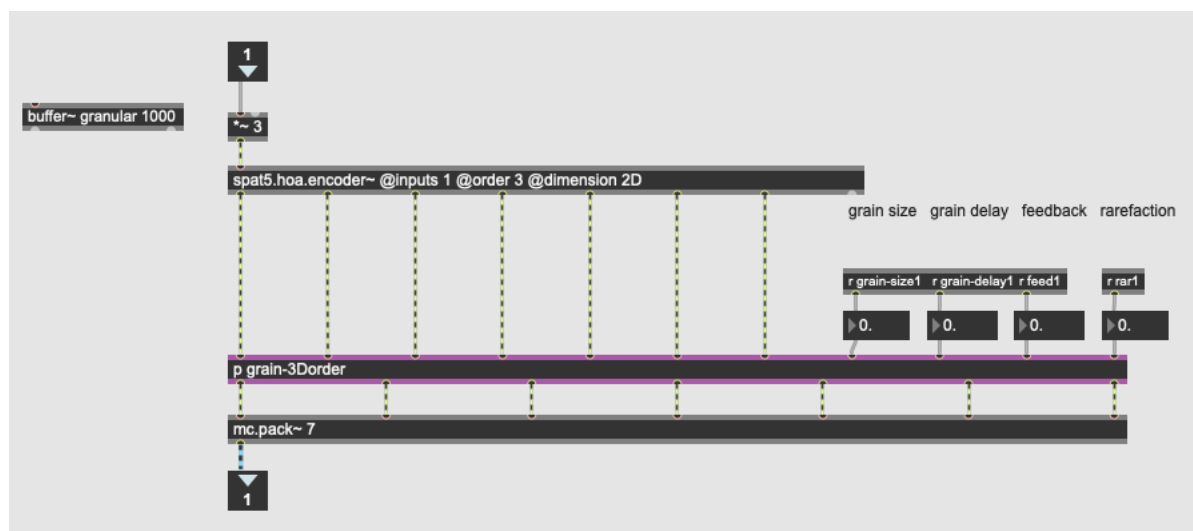 1
buffer~ granular 1000
*~ 3
spat5.hoa.encoder~ @inputs 1 @order 3 @dimension 2D
grain size grain delay feedback rarefaction
r grain-size1 r grain-delay1 r feed1 r rar1
0. 0. 0. 0.
p grain-3Dorder
mc.pack~ 7
1